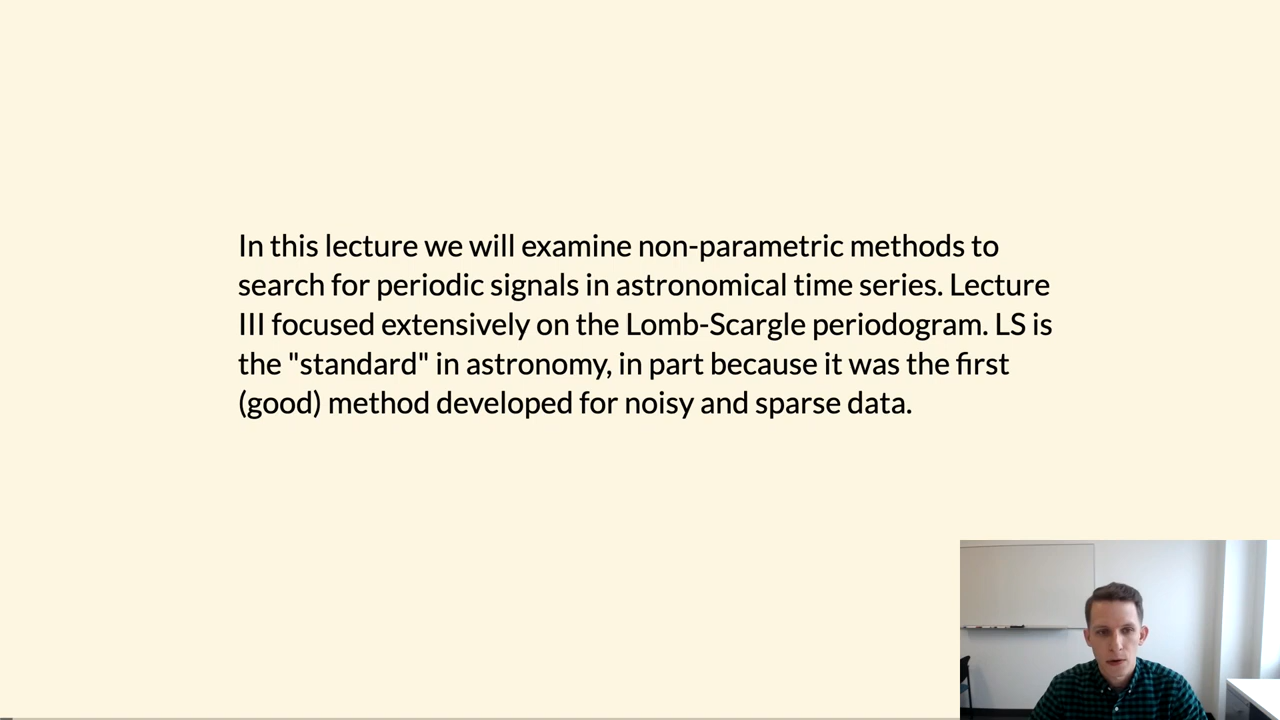 In this lecture we will examine non-parametric methods to
search for periodic signals in astronomical time series. Lecture
III focused extensively on the Lomb-Scargle periodogram. LS is
the "standard" in astronomy, in part because it was the first
(good) method developed for noisy and sparse data.